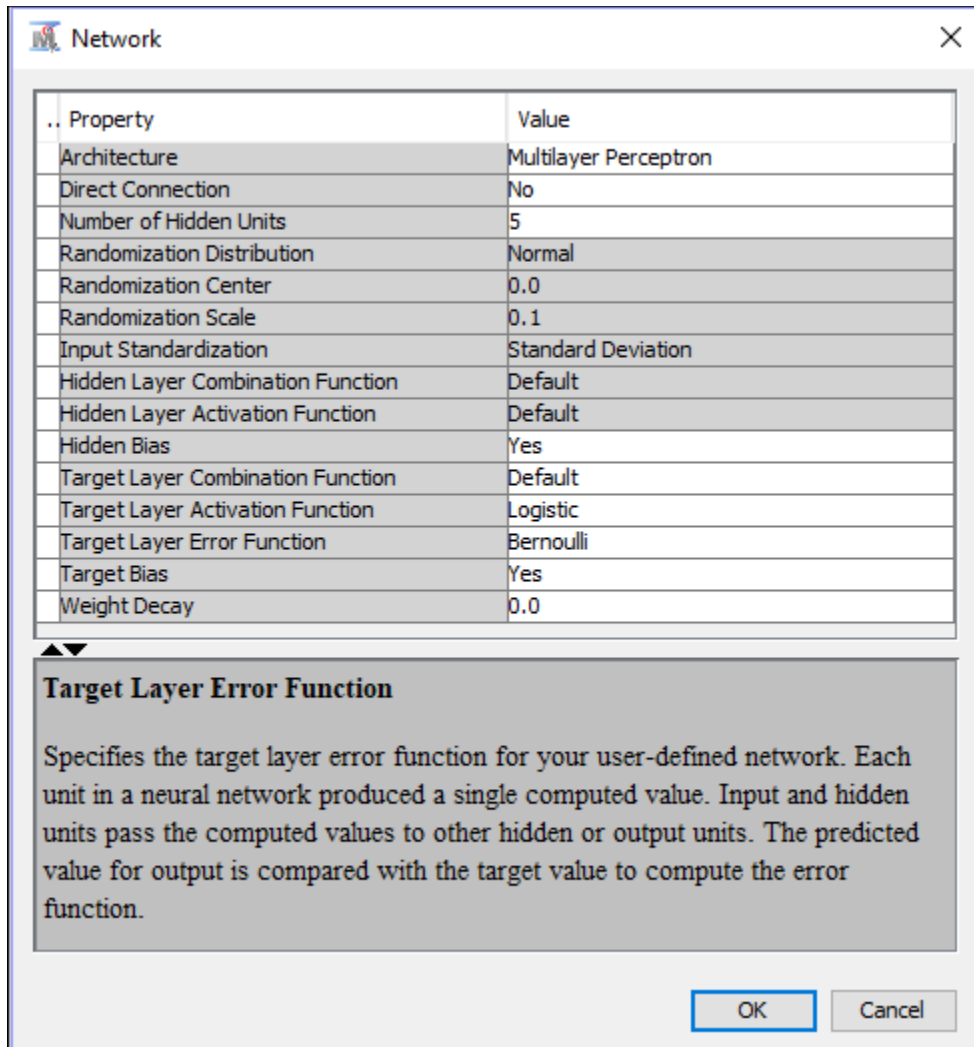 Network
.. Property Value
Architecture Multilayer Perceptron
Direct Connection No
Number of Hidden Units 5
Randomization Distribution Normal
Randomization Center 0.0
Randomization Scale 0.1
Input Standardization Standard Deviation
Hidden Layer Combination Function Default
Hidden Layer Activation Function Default
Hidden Bias Yes
Target Layer Combination Function Default
Target Layer Activation Function Logistic
Target Layer Error Function Bernoulli
Target Bias Yes
Weight Decay 0.0
Target Layer Error Function
Specifies the target layer error function for your user-defined network. Each
unit in a neural network produced a single computed value. Input and hidden
units pass the computed values to other hidden or output units. The predicted
value for output is compared with the target value to compute the error
function.
OK Cancel